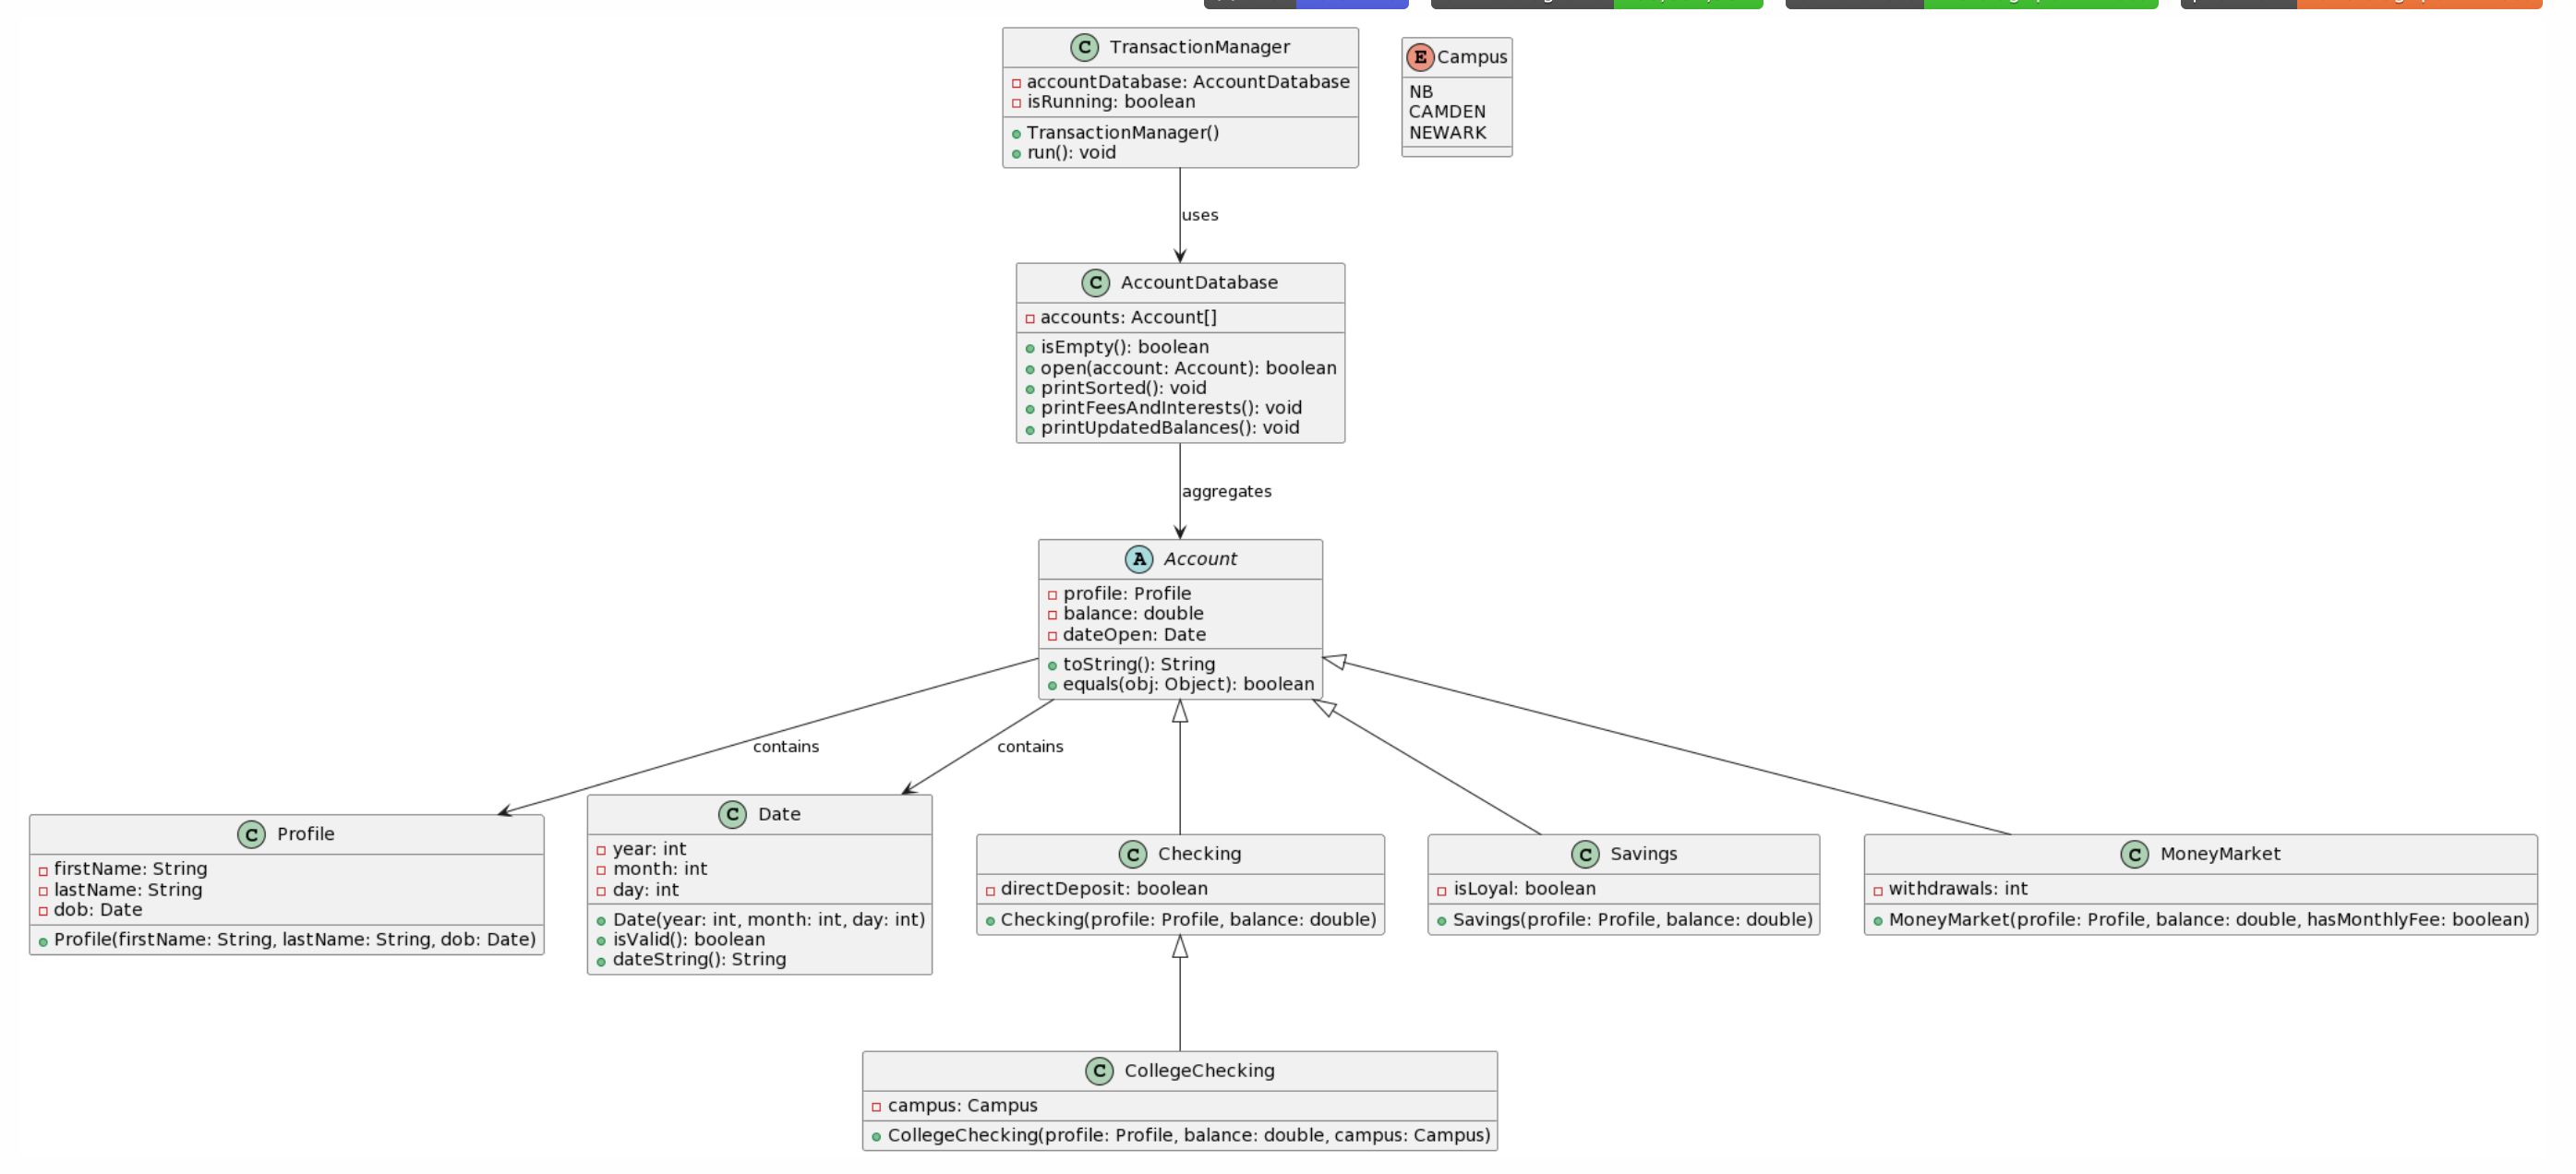 C TransactionManager
accountDatabase: AccountDatabase
isRunning: boolean
TransactionManager()
run(): void
E Campus
NB
CAMDEN
NEWARK
uses
C AccountDatabase
accounts: Account[]
isEmpty(): boolean
open(account: Account): boolean
printSorted(): void
printFeesAndInterests(): void
printUpdatedBalances(): void
aggregates
A Account
profile: Profile
balance: double
dateOpen: Date
toString(): String
equals(obj: Object): boolean
contains
contains
C Profile
firstName: String
lastName: String
dob: Date
Profile(firstName: String, lastName: String, dob: Date)
C Date
year: int
month: int
day: int
Date(year: int, month: int, day: int)
isValid(): boolean
dateString(): String
C Checking
directDeposit: boolean
Checking(profile: Profile, balance: double)
C Savings
isLoyal: boolean
Savings(profile: Profile, balance: double)
C MoneyMarket
withdrawals: int
MoneyMarket(profile: Profile, balance: double, hasMonthlyFee: boolean)
C CollegeChecking
campus: Campus
CollegeChecking(profile: Profile, balance: double, campus: Campus)